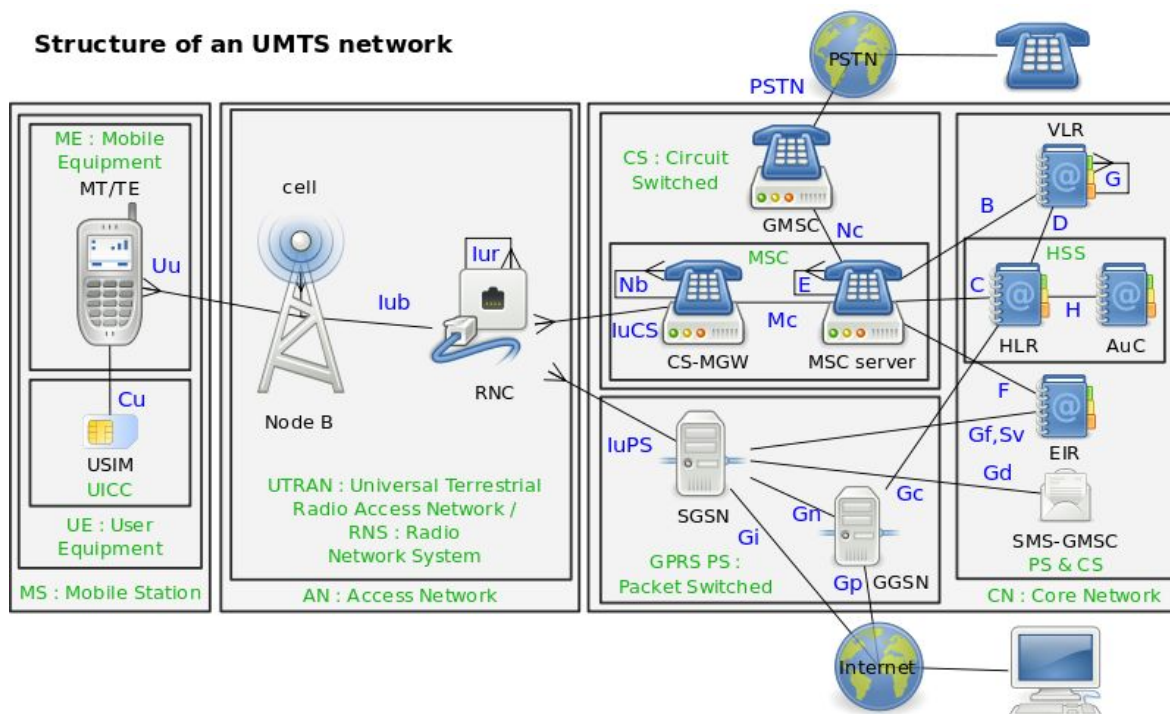 Structure of an UMTS network
PSTN
PSTN
ME : Mobile
Equipment
MT/TE
Uu
Cu
USIM
UICC
UE : User
Equipment
MS : Mobile Station
cell
Iur
Iub
RNC
Node B
UTRAN : Universal Terrestrial
Radio Access Network /
RNS : Radio
Network System
AN : Access Network
CS : Circuit
Switched
GMSC
Nc
MSC
Nb
E
IuCS
Mc
CS-MGW
MSC server
IuPS
SGSN
Gn
Gi
Gc
Gp
GGSN
GPRS PS :
Packet Switched
VLR
G
B
D
HSS
C
H
HLR
AuC
F
Gf,Sv
EIR
Gd
SMS-GMSC
PS & CS
CN : Core Network
Internet